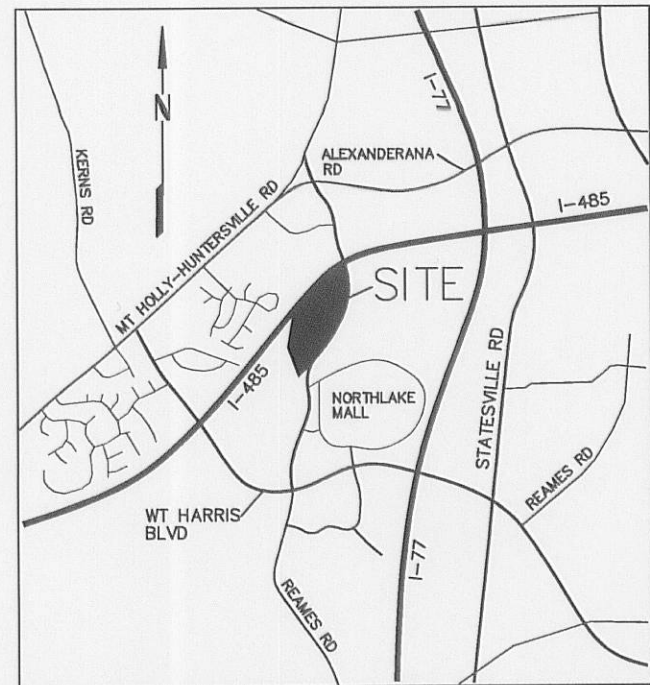 N
KERNS RD
MT HOLLY-HUNTERSVILLE RD
ALEXANDERANA
RD
I-77
I-485
SITE
STATESVILLE RD
I-485
NORTHLAKE
MALL
WT HARRIS
BLVD
REAMES RD
REAMES RD
I-77